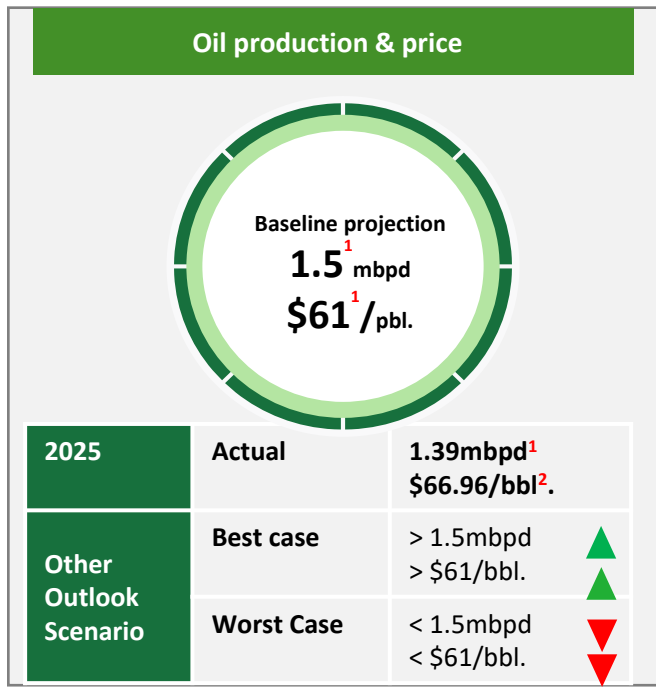 Oil production & price
Baseline projection
1.5¹ mbpd
$61¹/pbl.
2025
Actual
1.39mbpd¹
$66.96/bbl².
Other
Outlook
Scenario
Best case
> 1.5mbpd
> $61/bbl.
Worst Case
< 1.5mbpd
< $61/bbl.